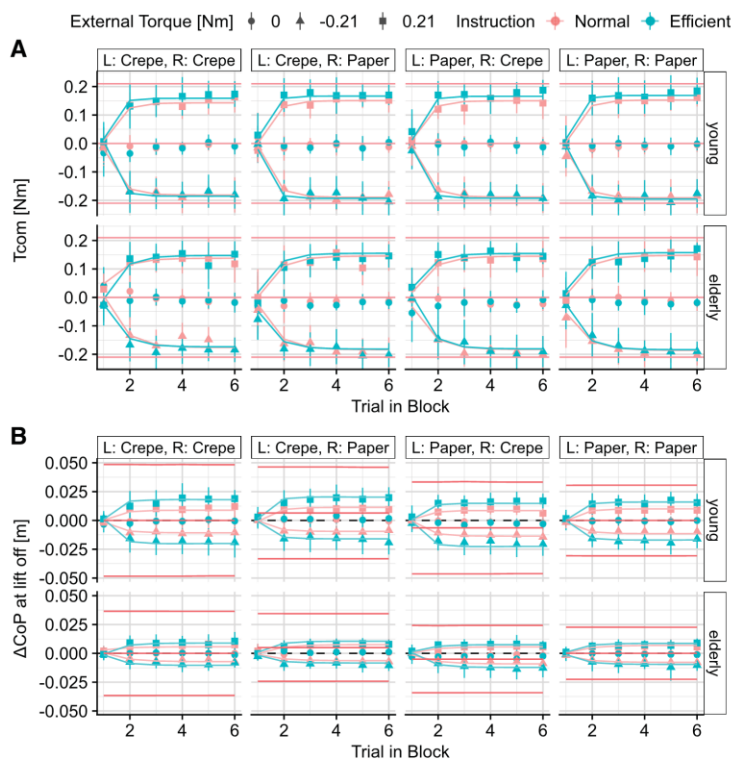 External Torque [Nm] 0 -0.21 0.21 Instruction Normal Efficient
A
L: Crepe, R: Crepe L: Crepe, R: Paper L: Paper, R: Crepe L: Paper, R: Paper
0.2
0.1
0.0
-0.1
-0.2
young
Tcom [Nm]
0.2
0.1
0.0
-0.1
-0.2
elderly
2 4 6 2 4 6 2 4 6 2 4 6
Trial in Block
B
L: Crepe, R: Crepe L: Crepe, R: Paper L: Paper, R: Crepe L: Paper, R: Paper
0.050
0.025
0.000
-0.025
-0.050
young
ΔCoP at lift off [m]
0.050
0.025
0.000
-0.025
-0.050
elderly
2 4 6 2 4 6 2 4 6 2 4 6
Trial in Block